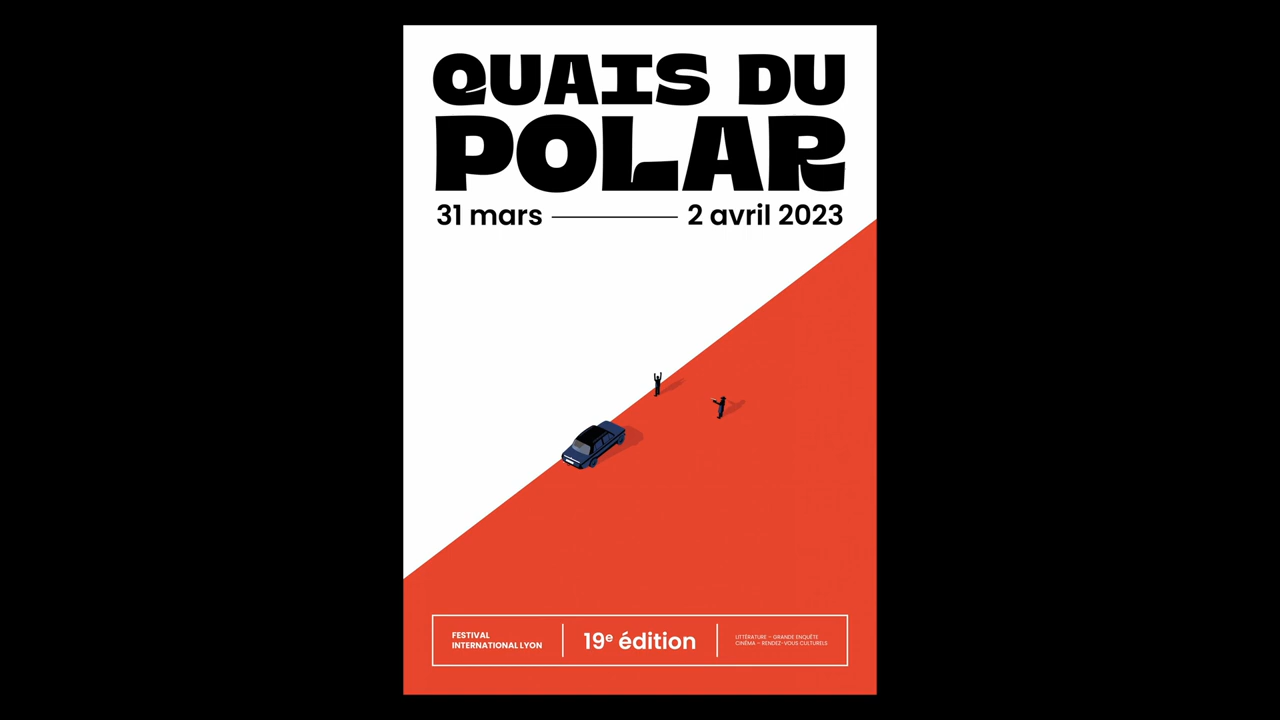 QUAIS DU
POLAR
31 mars 2 avril 2023
FESTIVAL
INTERNATIONAL LYON
19e édition
LITTÉRATURE – GRANDE ENQUÊTE
CINÉMA – RENDEZ-VOUS CULTURELS